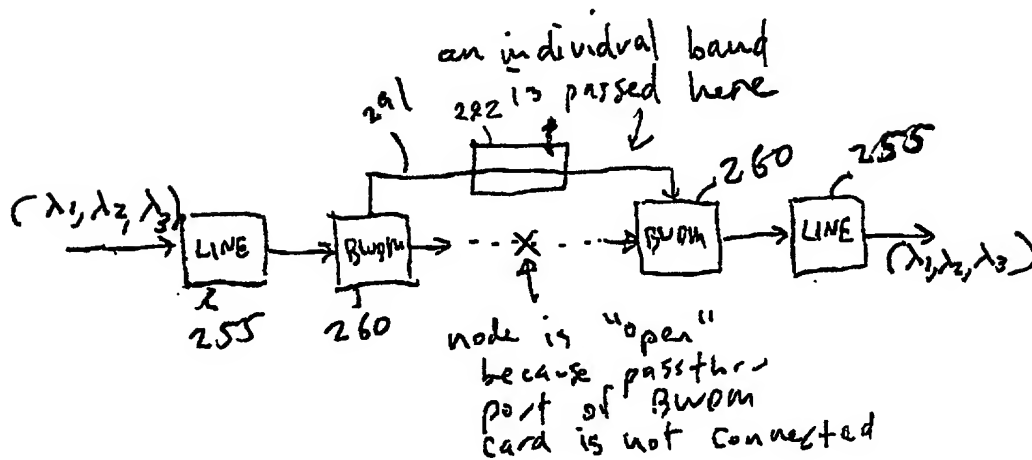 an individual band
is passed here
291
292
260
255
(λ1, λ2, λ3)
LINE
BWDM
BWDM
LINE
(λ1, λ2, λ3)
255
260
node is "open"
because passthru
port of BWDM
card is not connected